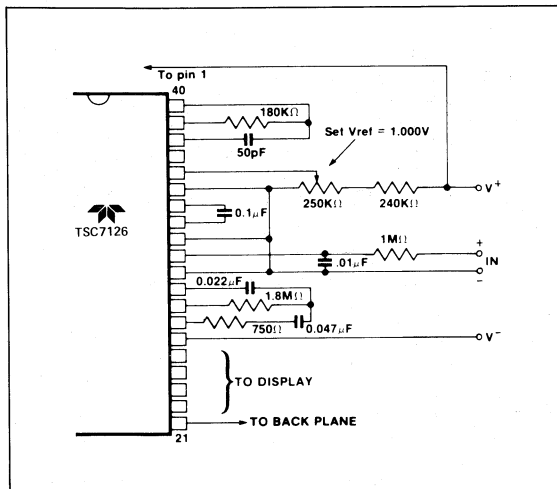 To pin 1
40
180KΩ
50pF
Set Vref = 1.000V
V+
250KΩ
240KΩ
0.1μF
TSC7126
1MΩ
+
IN
.01μF
−
0.022μF
1.8MΩ
750Ω
0.047μF
V−
TO DISPLAY
TO BACK PLANE
21